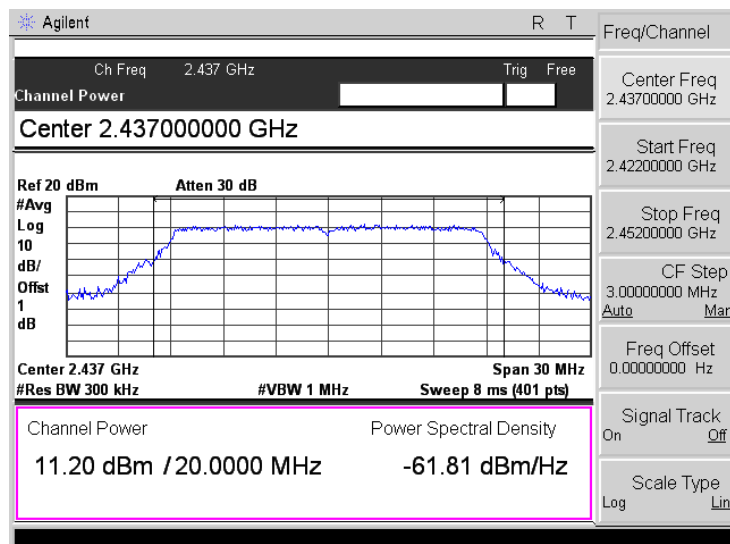 Agilent
R T
Ch Freq 2.437 GHz Trig Free
Channel Power
Center 2.437000000 GHz
Ref 20 dBm Atten 30 dB
#Avg
Log
10
dB/
Offst
1
dB
Center 2.437 GHz Span 30 MHz
#Res BW 300 kHz #VBW 1 MHz Sweep 8 ms (401 pts)
Channel Power Power Spectral Density
11.20 dBm / 20.0000 MHz -61.81 dBm/Hz
Freq/Channel
Center Freq
2.43700000 GHz
Start Freq
2.42200000 GHz
Stop Freq
2.45200000 GHz
CF Step
3.00000000 MHz
Auto Man
Freq Offset
0.00000000 Hz
Signal Track
On Off
Scale Type
Log Lin